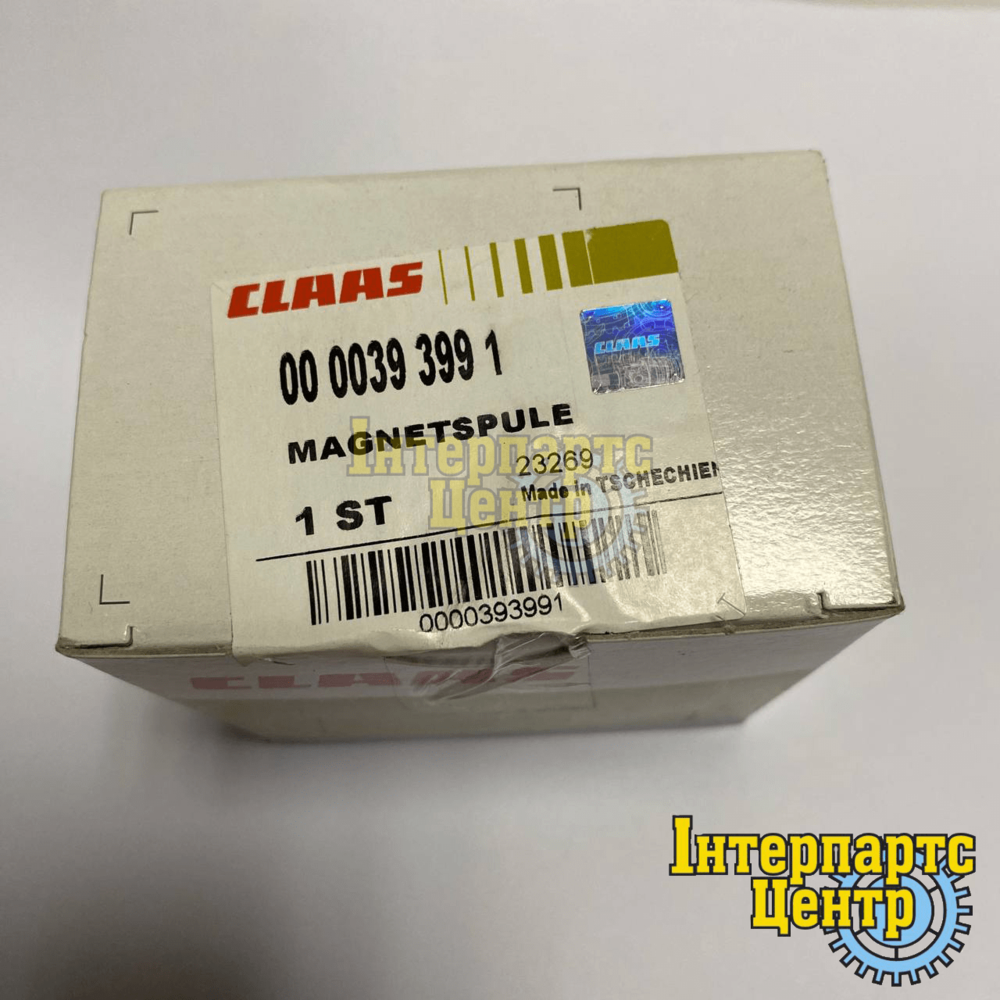 CLAAS
00 0039 399 1
CLAAS
MAGNETSPULE
23269
Made in TSCHECHIEN
1 ST
0000393991
CLAAS
Інтерпартс
Центр
Інтерпартс
Центр